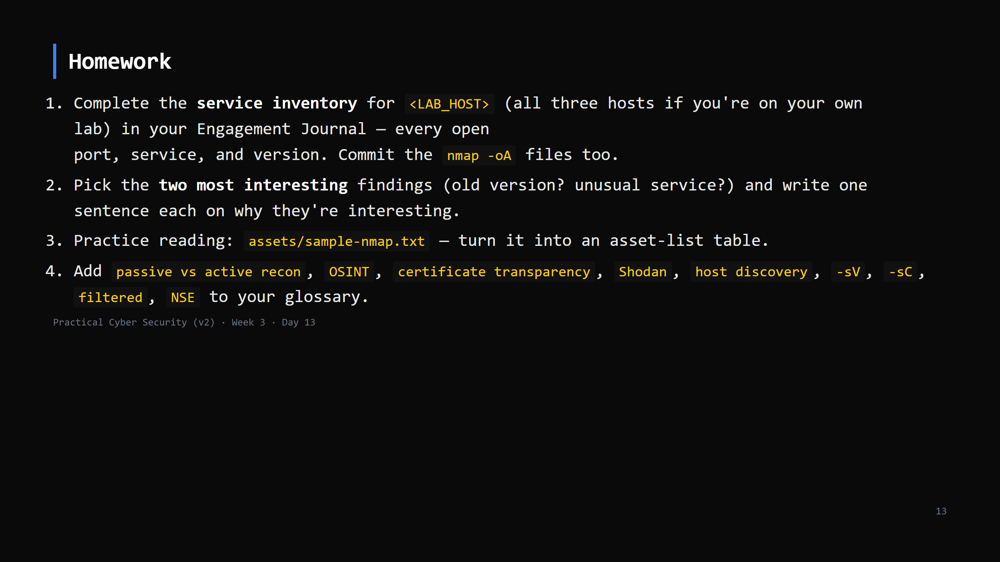 Homework
1. Complete the service inventory for <LAB_HOST> (all three hosts if you're on your own
lab) in your Engagement Journal — every open
port, service, and version. Commit the nmap -oA files too.
2. Pick the two most interesting findings (old version? unusual service?) and write one
sentence each on why they're interesting.
3. Practice reading: assets/sample-nmap.txt — turn it into an asset-list table.
4. Add passive vs active recon, OSINT, certificate transparency, Shodan, host discovery, -sV, -sC,
filtered, NSE to your glossary.
Practical Cyber Security (v2) · Week 3 · Day 13
13